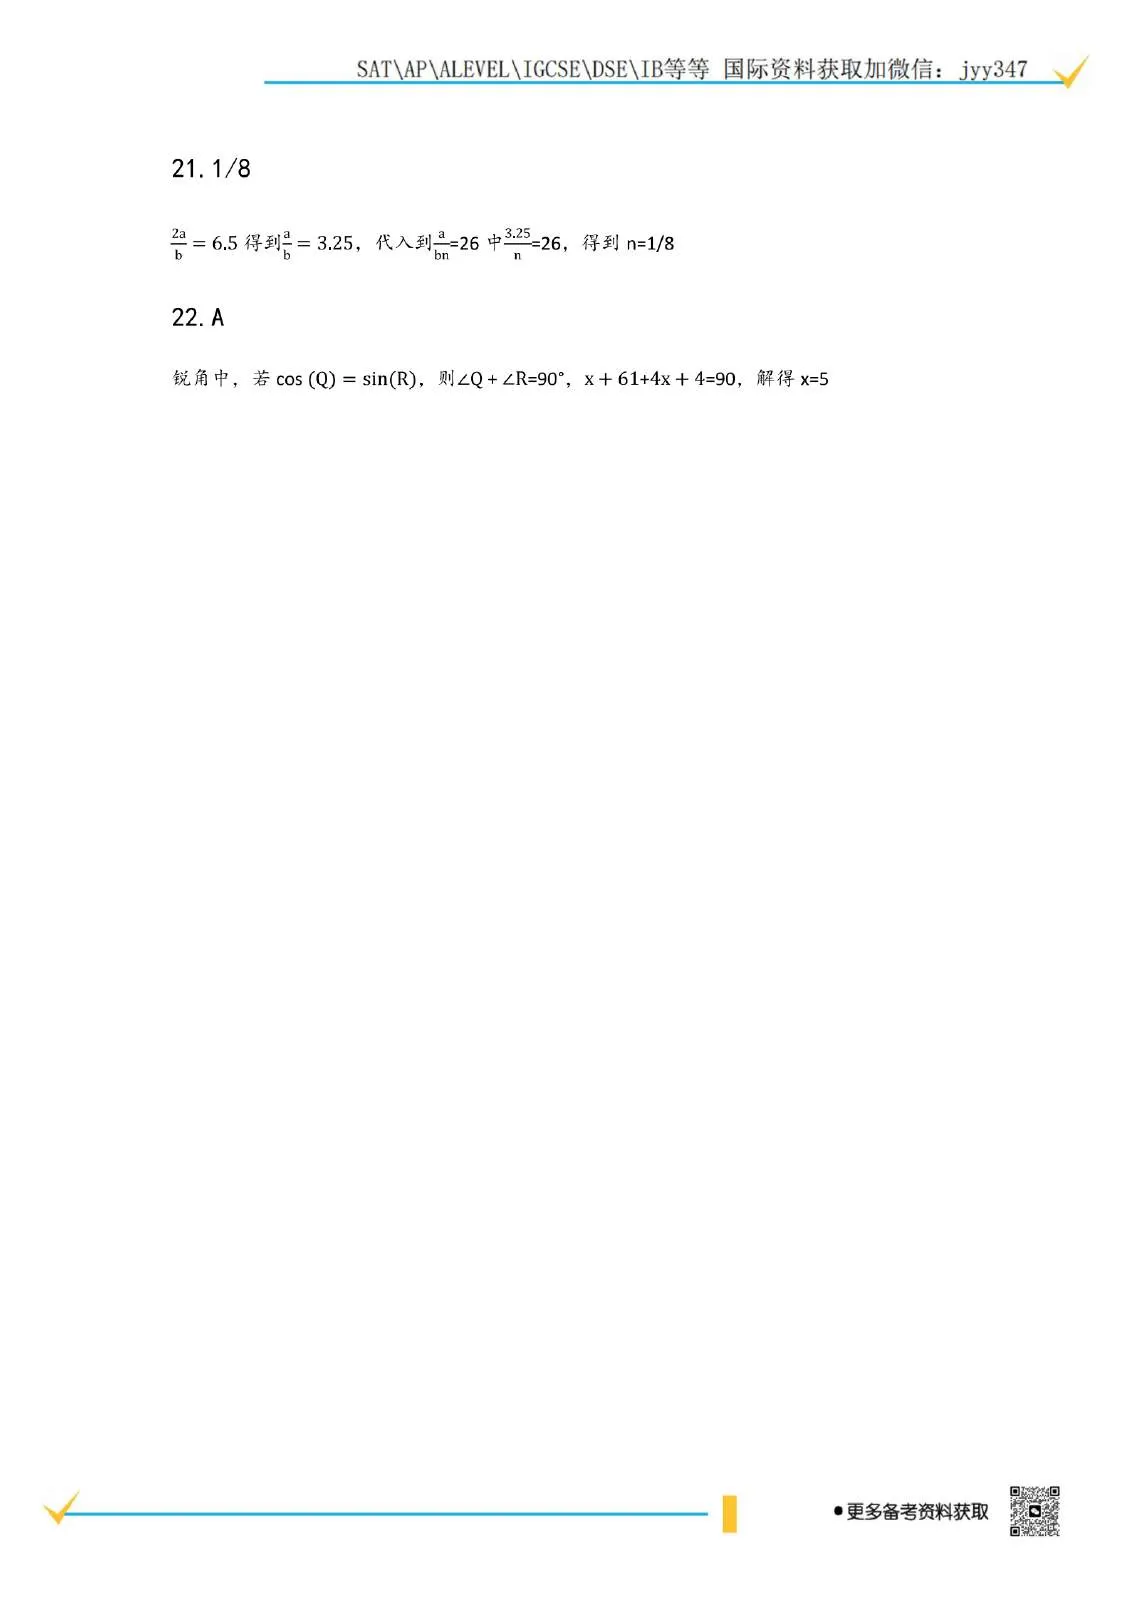 SAT\AP\ALEVEL\IGCSE\DSE\IB等等 国际资料获取加微信：jyy347
21. 1/8
2a/b = 6.5 得到a/b = 3.25，代入到a/bn=26 中3.25/n=26，得到 n=1/8
22. A
锐角中，若 cos (Q) = sin(R)，则∠Q + ∠R=90°，x + 61+4x + 4=90，解得 x=5
•更多备考资料获取